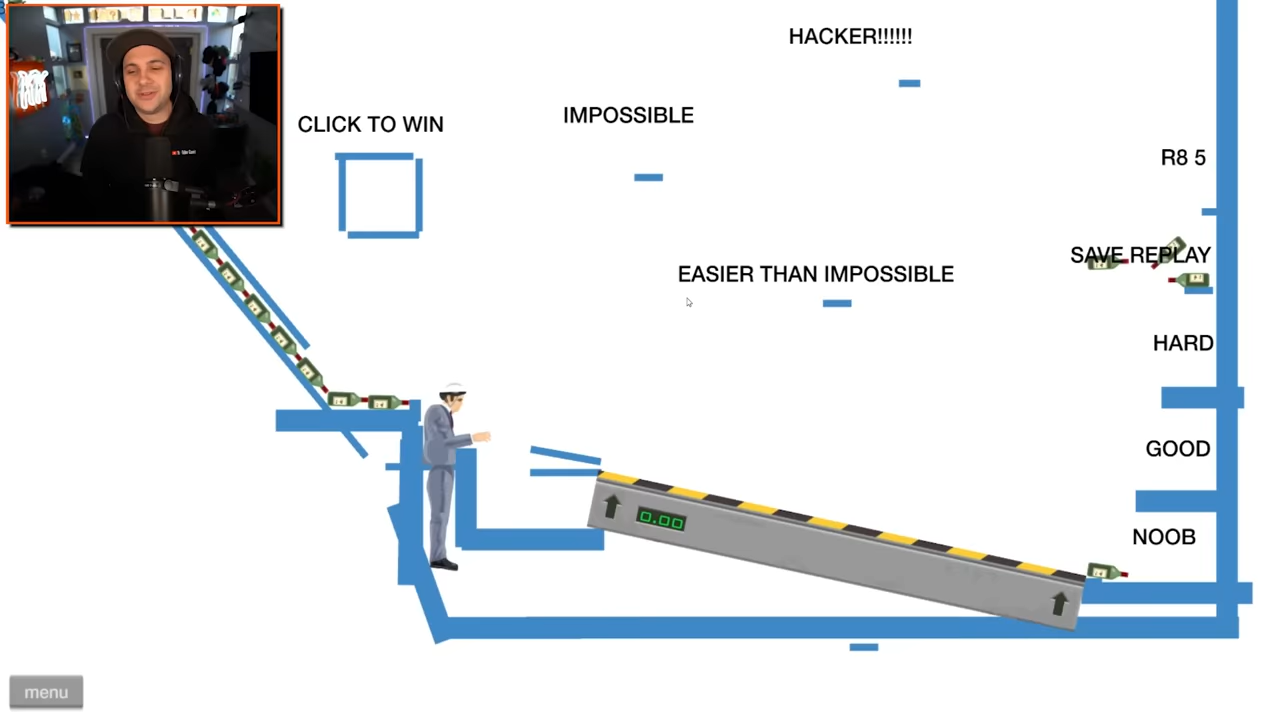 HACKER!!!!!!
IMPOSSIBLE
CLICK TO WIN
R8 5
SAVE REPLAY
EASIER THAN IMPOSSIBLE
HARD
GOOD
0.00
NOOB
menu